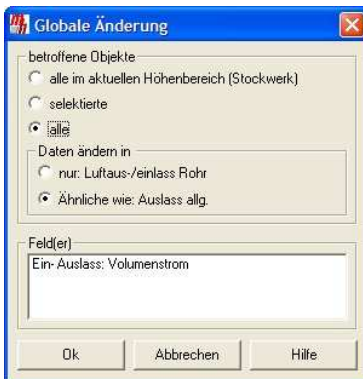 Globale Änderung
betroffene Objekte
alle im aktuellen Höhenbereich (Stockwerk)
selektierte
alle
Daten ändern in
nur: Luftaus-/einlass Rohr
Ähnliche wie: Auslass allg.
Feld(er)
Ein- Auslass: Volumenstrom
Ok
Abbrechen
Hilfe